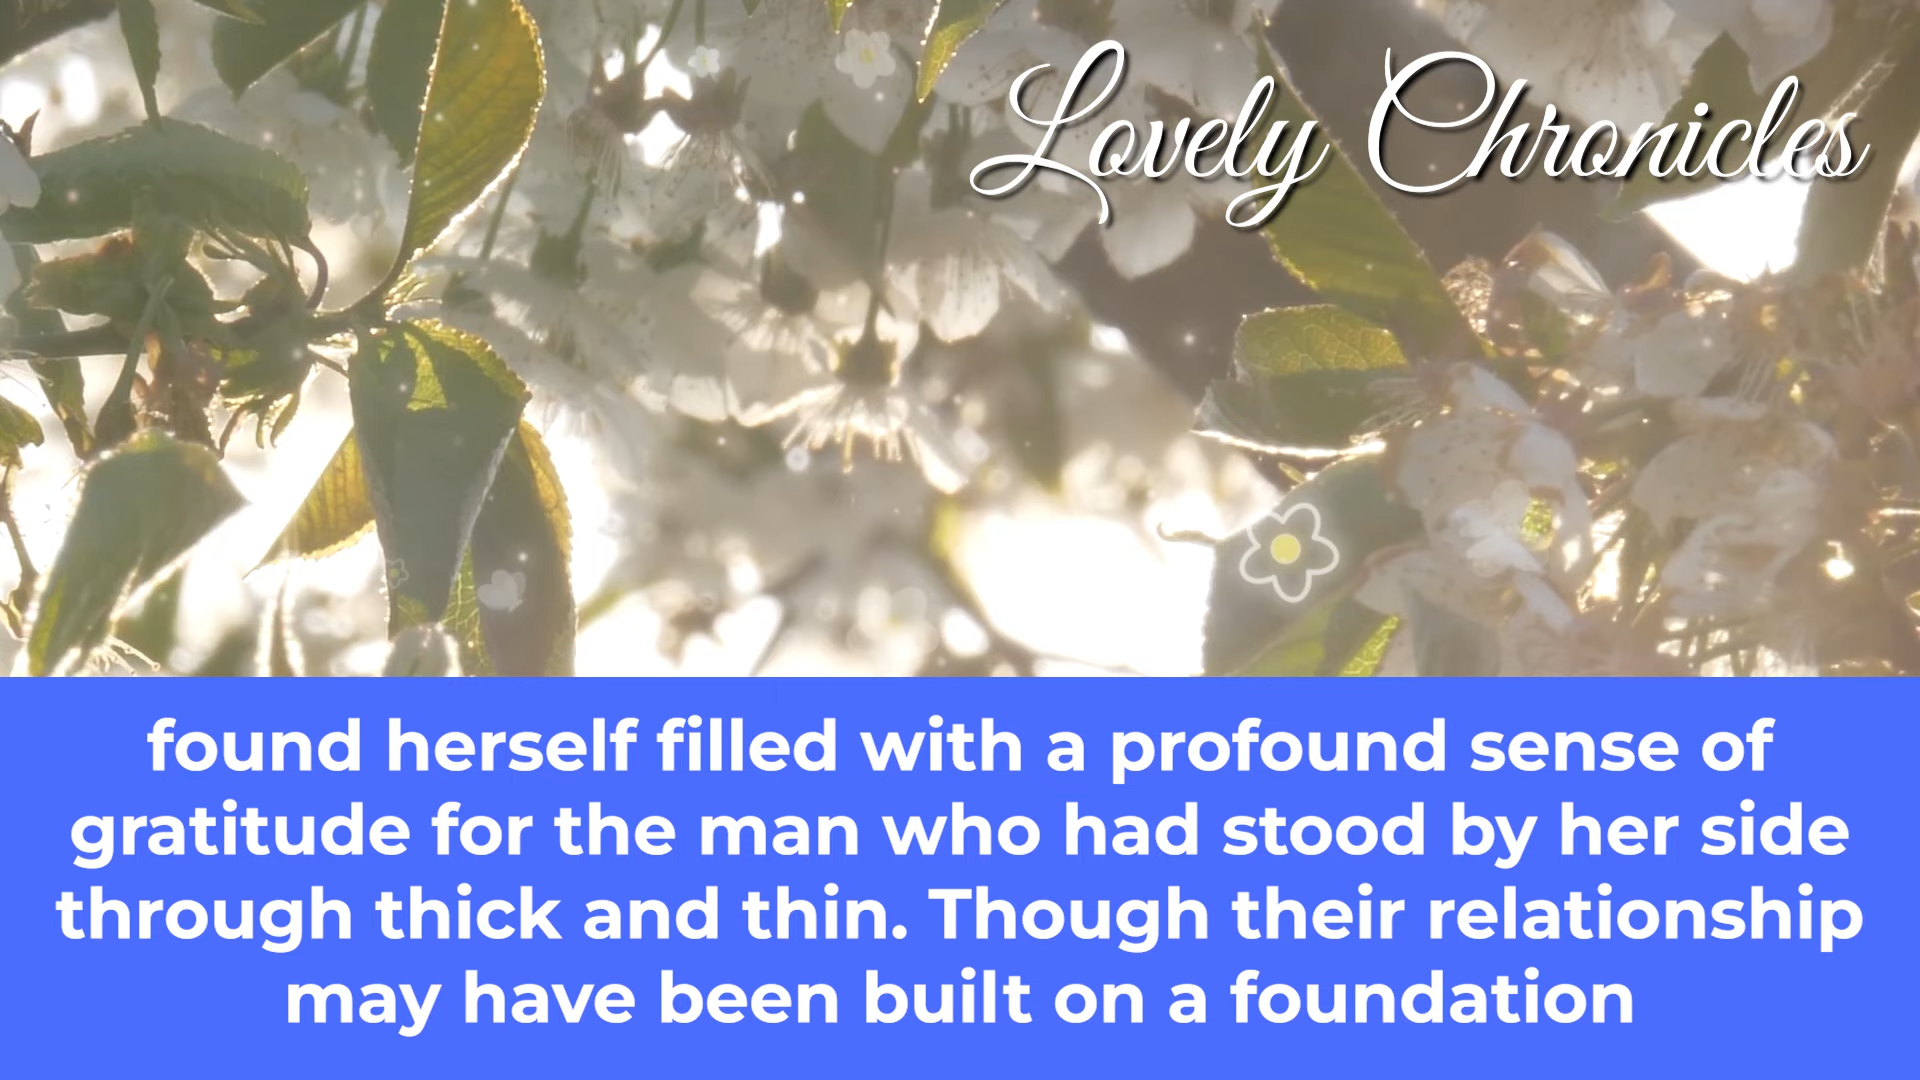 Lovely Chronicles
found herself filled with a profound sense of
gratitude for the man who had stood by her side
through thick and thin. Though their relationship
may have been built on a foundation